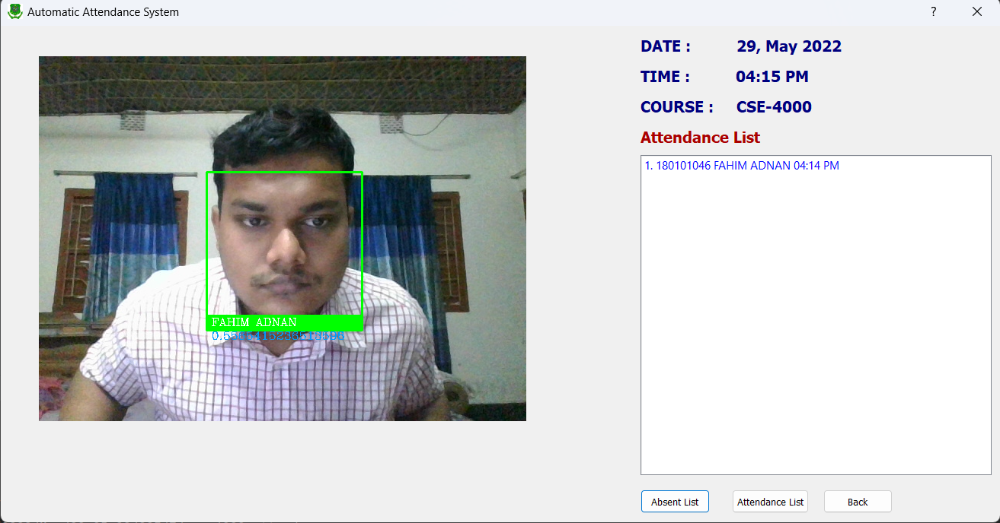 Automatic Attendance System
?
DATE : 29, May 2022
TIME : 04:15 PM
COURSE : CSE-4000
Attendance List
1. 180101046 FAHIM ADNAN 04:14 PM
FAHIM ADNAN
Absent List
Attendance List
Back